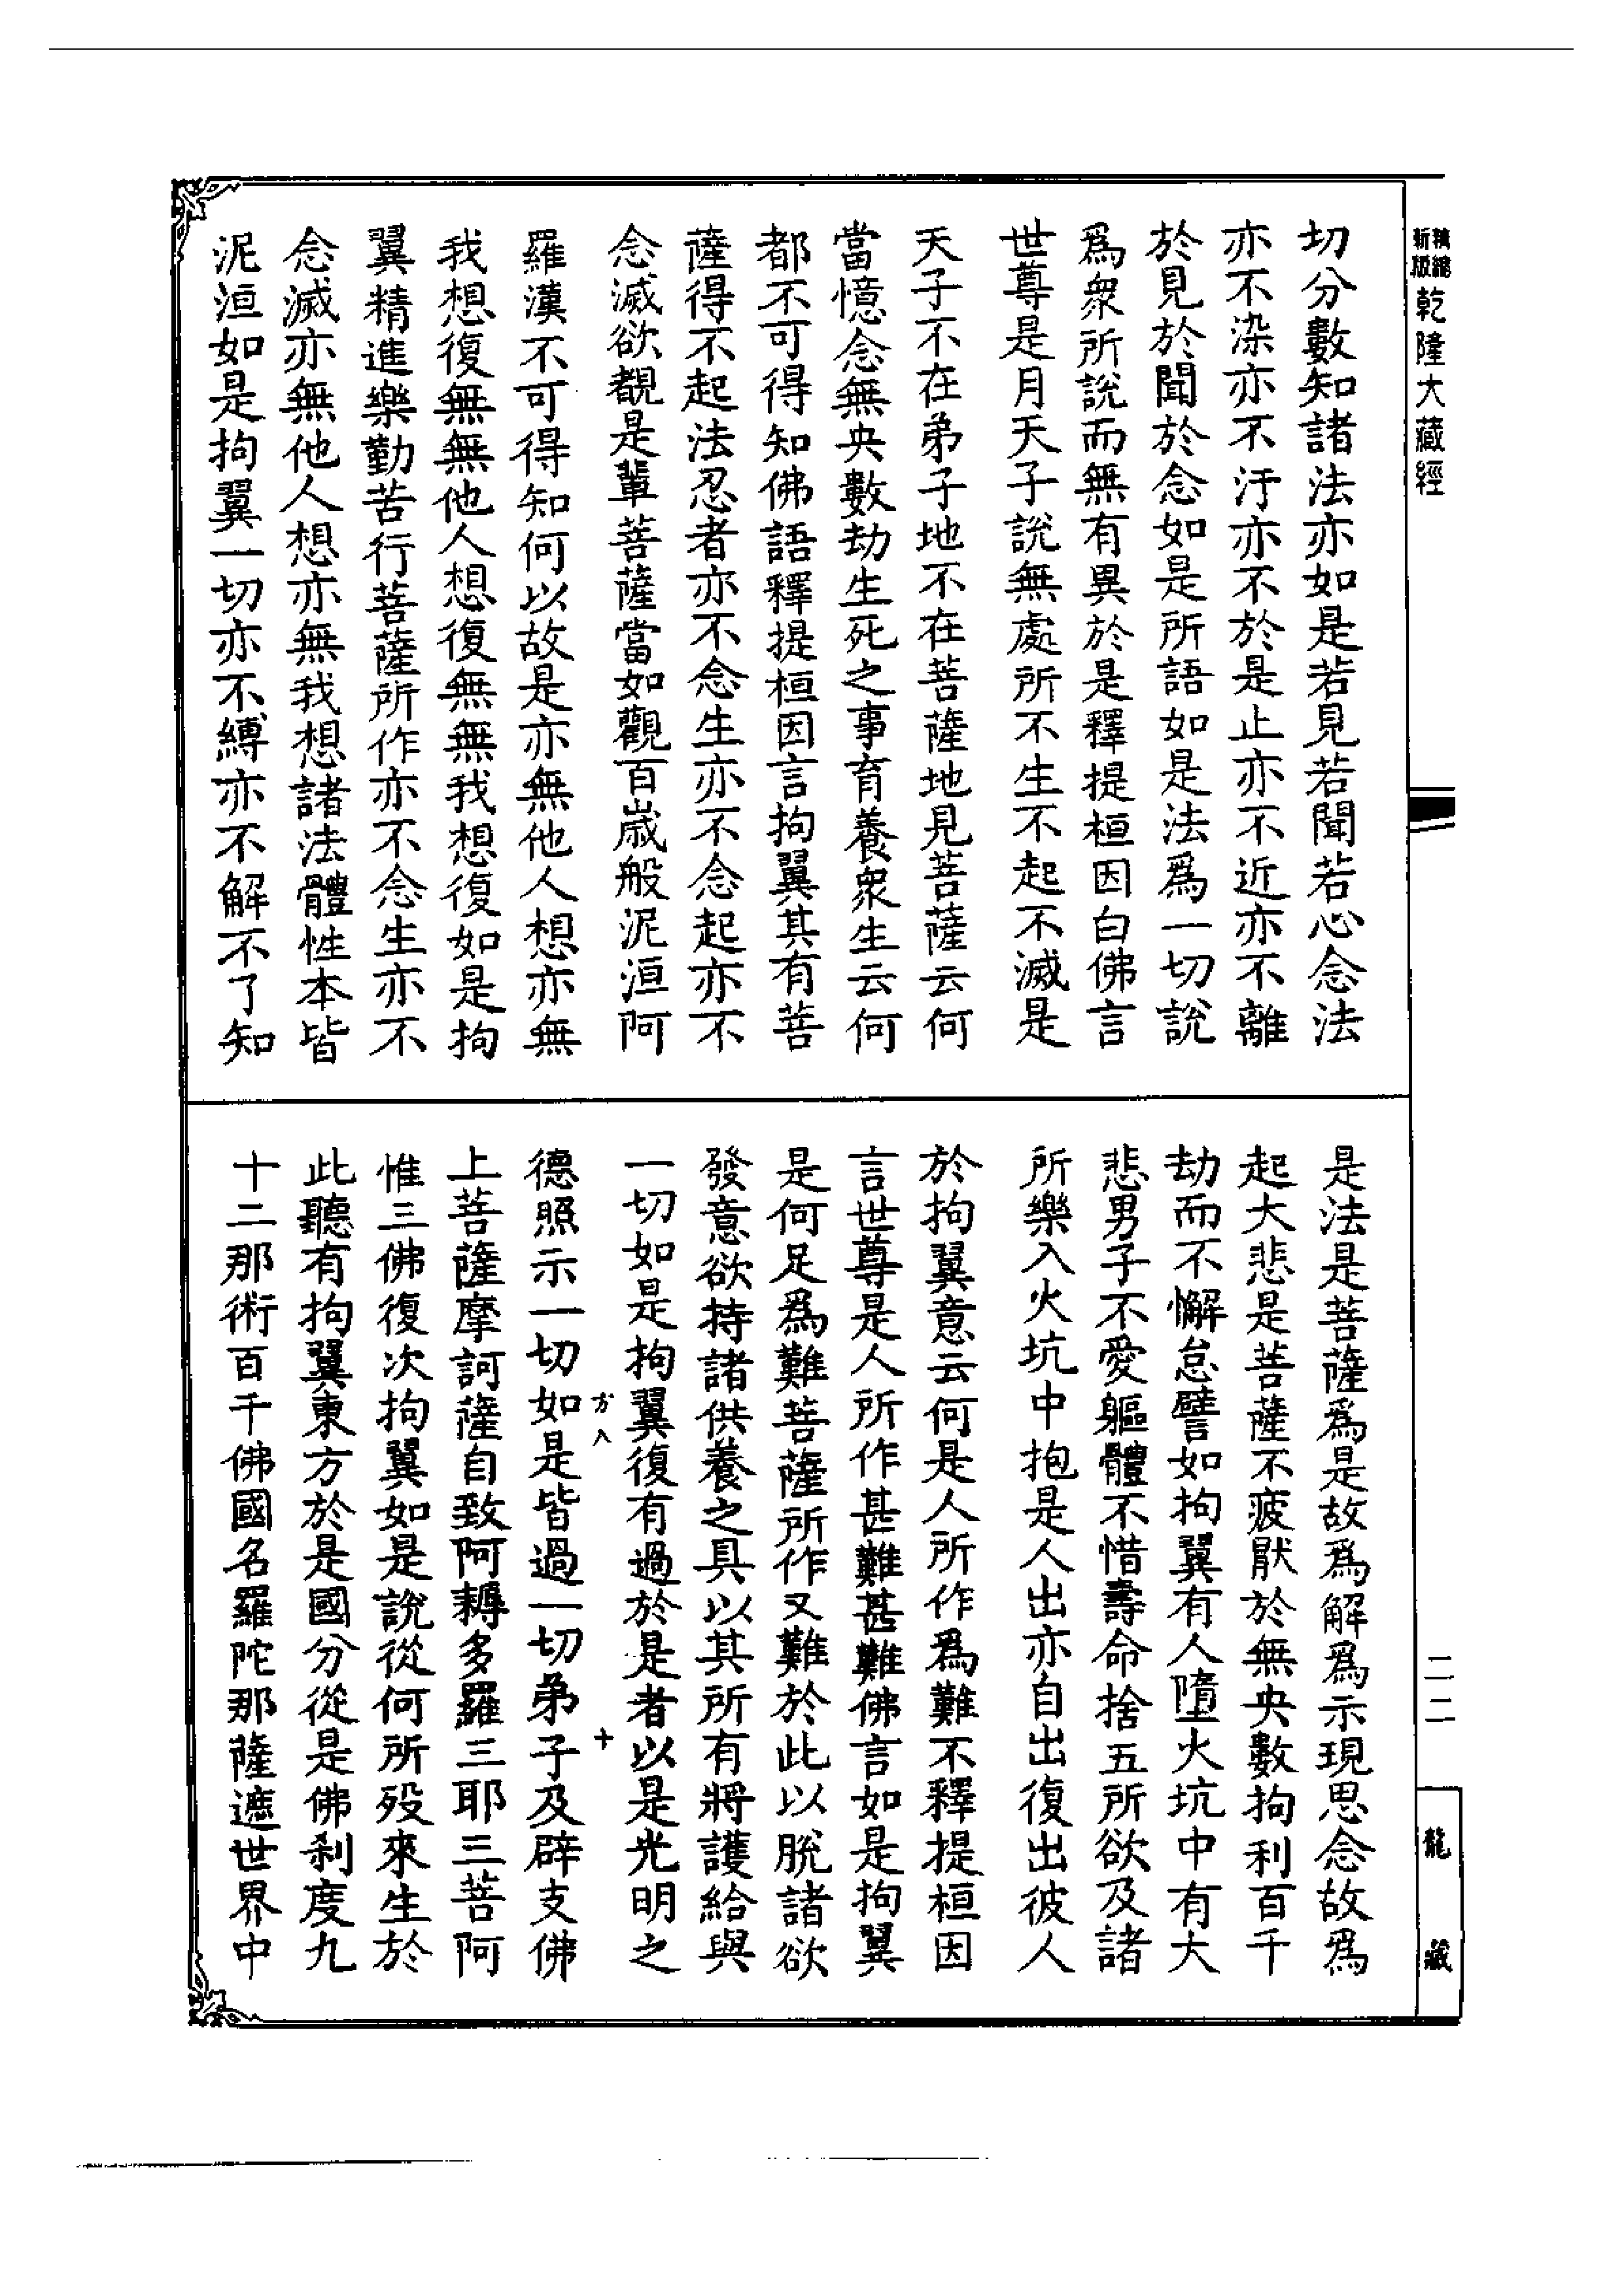 精縮新版乾隆大藏經
切分數知諸法亦如是若見若聞若心念法
亦不染亦不汙亦不於是止亦不近亦不離
於見於聞於念如是所語如是法爲一切說
爲衆所說而無有異於是釋提桓因白佛言
世尊是月天子說無處所不生不起不滅是
天子不在弟子地不在菩薩地見菩薩云何
當憶念無央數劫生死之事育養衆生云何
都不可得知佛語釋提桓因言拘翼其有菩
薩得不起法忍者亦不念生亦不念起亦不
念滅欲覩是輩菩薩當如觀百歲般泥洹阿
羅漢不可得知何以故是亦無他人想亦無
我想復無無他人想復無無我想復如是拘
翼精進樂勤苦行菩薩所作亦不念生亦不
念滅亦無他人想亦無我想諸法體性本皆
泥洹如是拘翼一切亦不縛亦不解不了知
是法是菩薩爲是故爲解爲示現思念故爲
起大悲是菩薩不疲厭於無央數拘利百千
劫而不懈怠譬如拘翼有人墮火坑中有大
悲男子不愛軀體不惜壽命捨五所欲及諸
所樂入火坑中抱是人出亦自出復出彼人
於拘翼意云何是人所作爲難不釋提桓因
言世尊是人所作甚難甚難佛言如是拘翼
是何足爲難菩薩所作又難於此以脫諸欲
發意欲持諸供養之具以其所有將護給與
一切如是拘翼復有過於是者以是光明之
方八
十
德照示一切如是皆過一切弟子及辟支佛
上菩薩摩訶薩自致阿耨多羅三耶三菩阿
惟三佛復次拘翼如是說從何所歿來生於
此聽有拘翼東方於是國分從是佛刹度九
十二那術百千佛國名羅陀那薩遮世界中
二二
龍藏